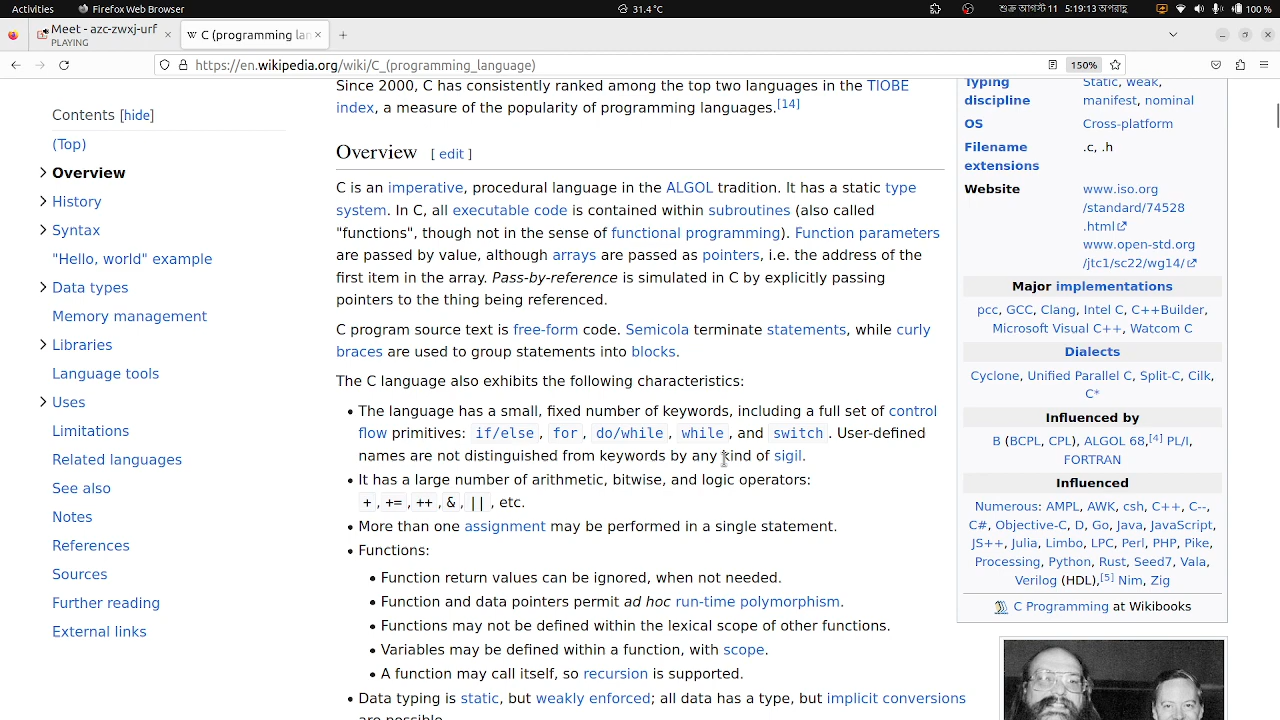 Activities
Firefox Web Browser
31.4 °C
শুক্র আগস্ট 11 5:19:13 অপরাহ্ণ
100 %
Meet - azc-zwxj-urf
PLAYING
C (programming lan
https://en.wikipedia.org/wiki/C_(programming_language)
150%
Contents [hide]
(Top)
Overview
History
Syntax
"Hello, world" example
Data types
Memory management
Libraries
Language tools
Uses
Limitations
Related languages
See also
Notes
References
Sources
Further reading
External links
Since 2000, C has consistently ranked among the top two languages in the TIOBE
index, a measure of the popularity of programming languages.[14]
Overview [ edit ]
C is an imperative, procedural language in the ALGOL tradition. It has a static type
system. In C, all executable code is contained within subroutines (also called
"functions", though not in the sense of functional programming). Function parameters
are passed by value, although arrays are passed as pointers, i.e. the address of the
first item in the array. Pass-by-reference is simulated in C by explicitly passing
pointers to the thing being referenced.
C program source text is free-form code. Semicola terminate statements, while curly
braces are used to group statements into blocks.
The C language also exhibits the following characteristics:
• The language has a small, fixed number of keywords, including a full set of control
flow primitives: if/else , for , do/while , while , and switch . User-defined
names are not distinguished from keywords by any kind of sigil.
• It has a large number of arithmetic, bitwise, and logic operators:
+ , += , ++ , & , || , etc.
• More than one assignment may be performed in a single statement.
• Functions:
• Function return values can be ignored, when not needed.
• Function and data pointers permit ad hoc run-time polymorphism.
• Functions may not be defined within the lexical scope of other functions.
• Variables may be defined within a function, with scope.
• A function may call itself, so recursion is supported.
• Data typing is static, but weakly enforced; all data has a type, but implicit conversions
are possible.
Typing Static, weak,
discipline manifest, nominal
OS Cross-platform
Filename .c, .h
extensions
Website www.iso.org
/standard/74528
.html
www.open-std.org
/jtc1/sc22/wg14/
Major implementations
pcc, GCC, Clang, Intel C, C++Builder,
Microsoft Visual C++, Watcom C
Dialects
Cyclone, Unified Parallel C, Split-C, Cilk,
C*
Influenced by
B (BCPL, CPL), ALGOL 68,[4] PL/I,
FORTRAN
Influenced
Numerous: AMPL, AWK, csh, C++, C--,
C#, Objective-C, D, Go, Java, JavaScript,
JS++, Julia, Limbo, LPC, Perl, PHP, Pike,
Processing, Python, Rust, Seed7, Vala,
Verilog (HDL),[5] Nim, Zig
C Programming at Wikibooks